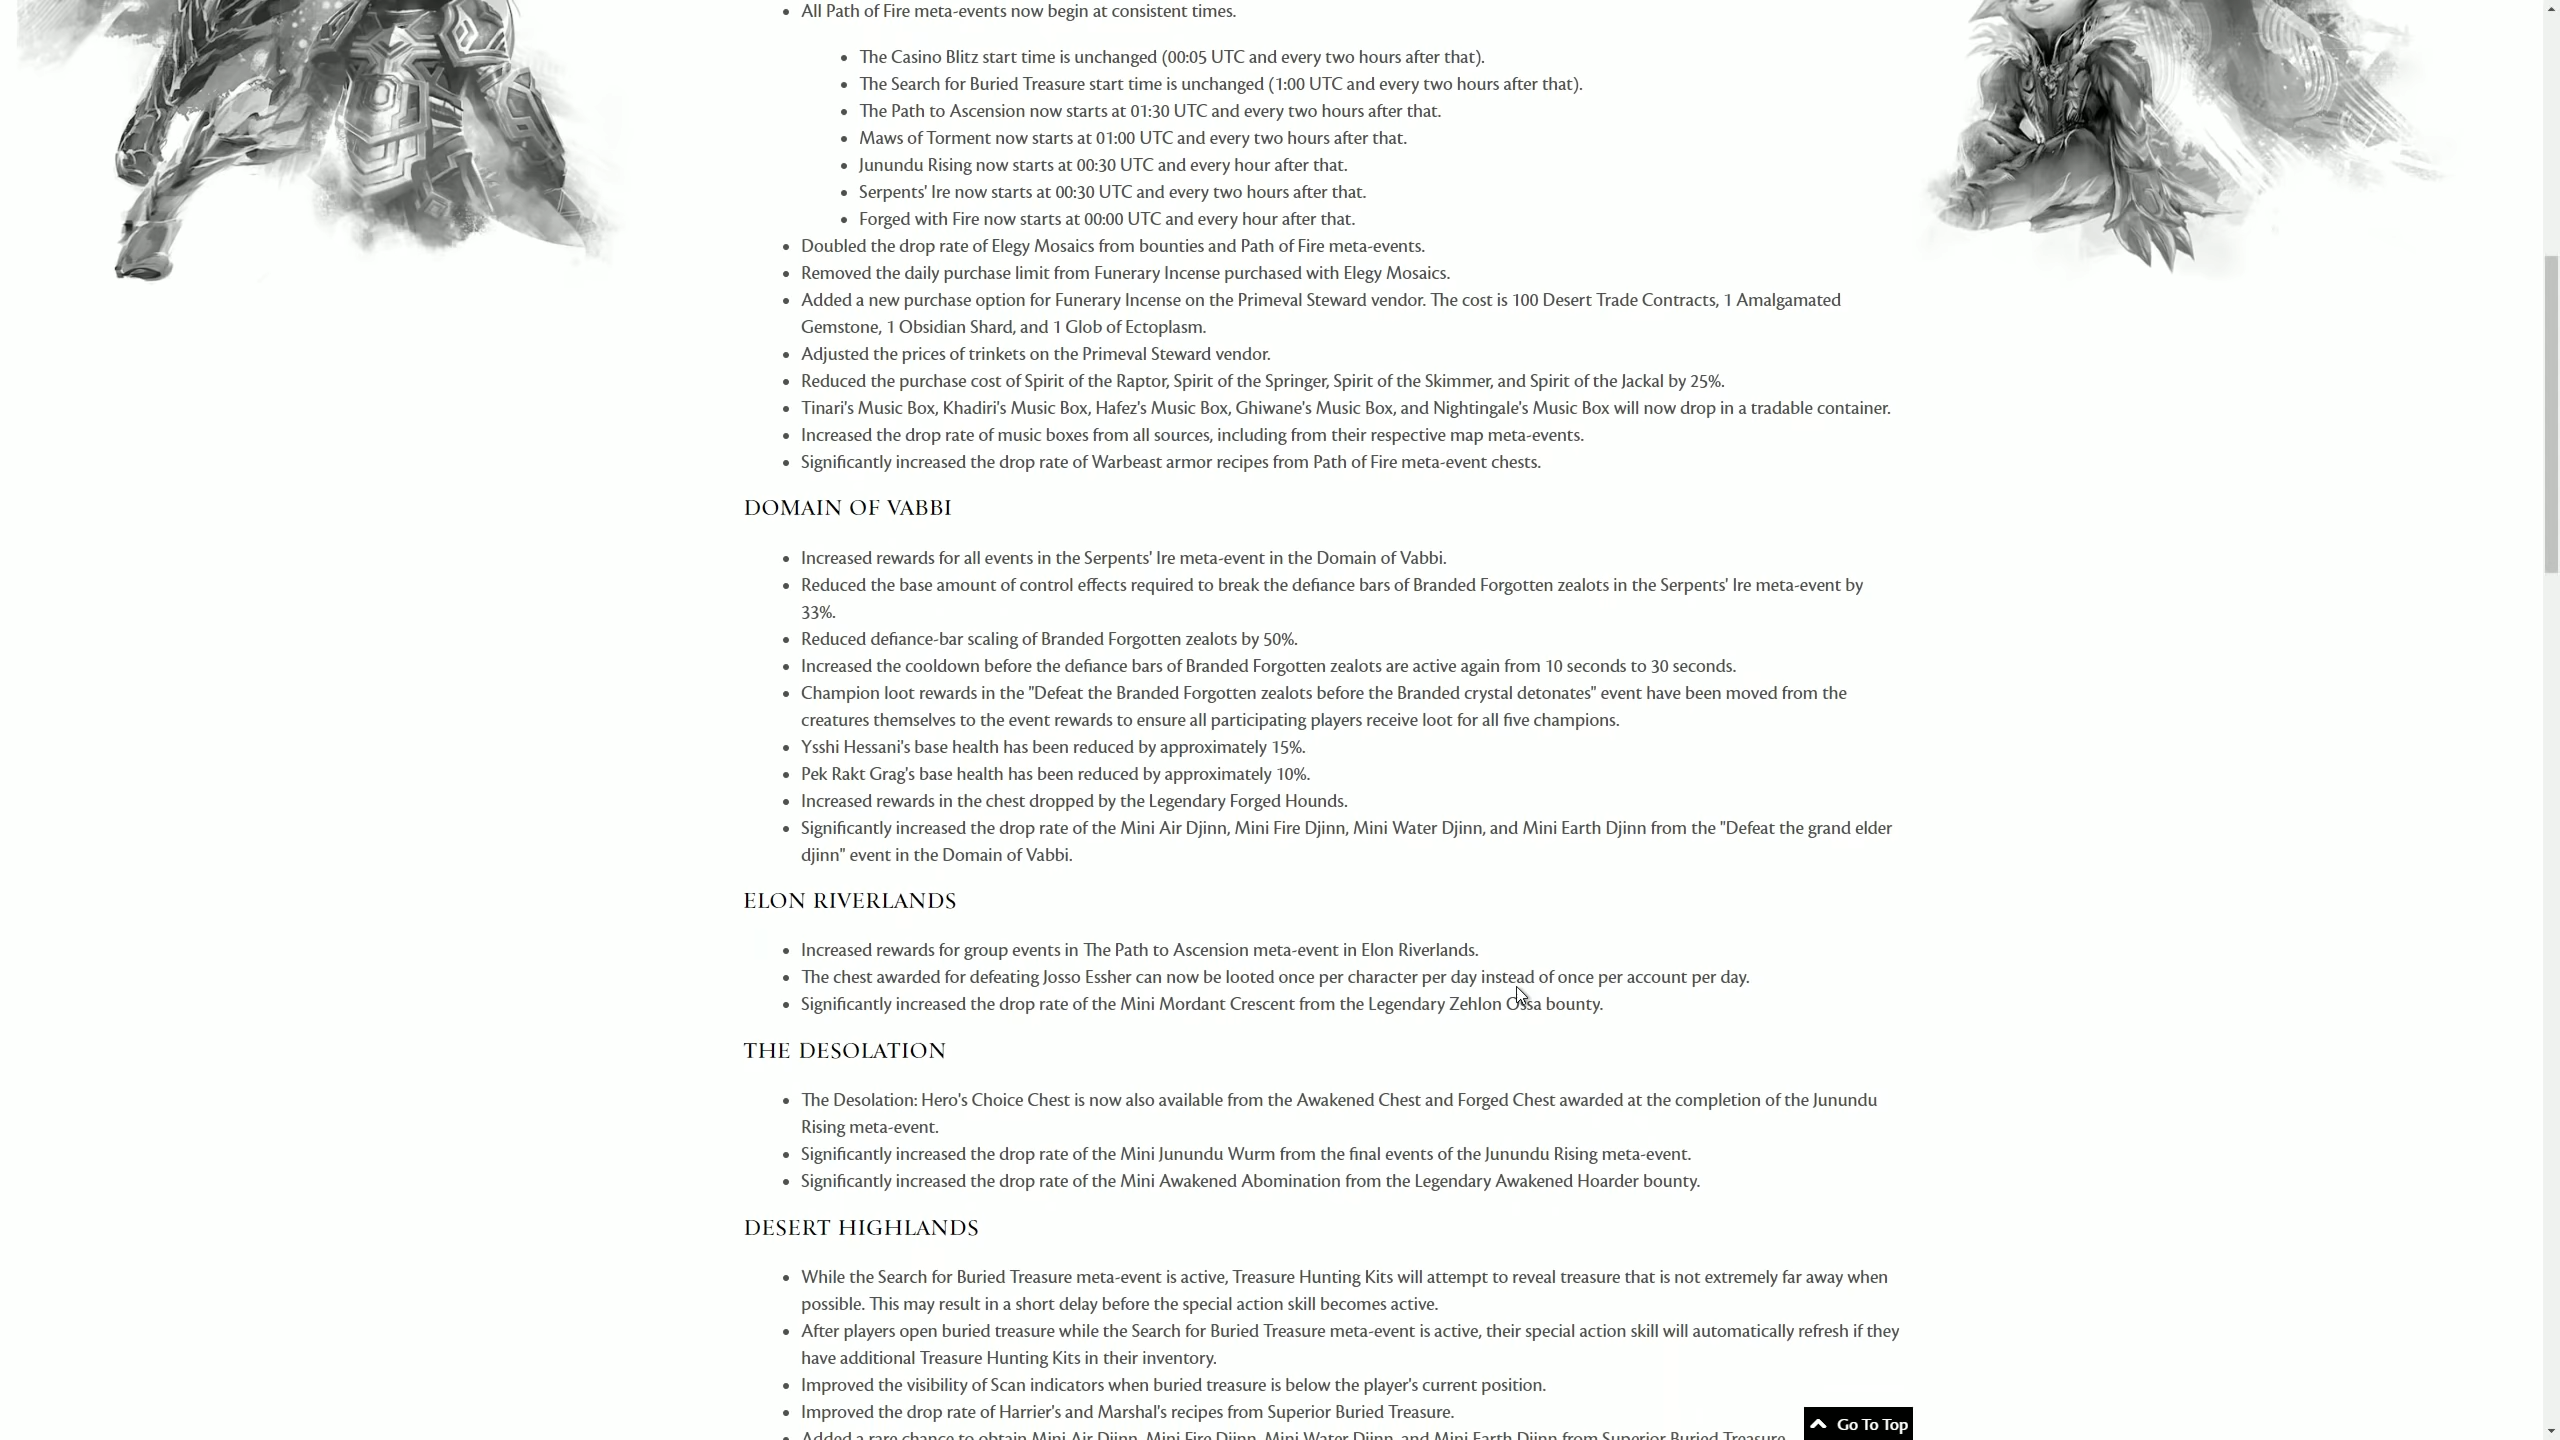 All Path of Fire meta-events now begin at consistent times.
The Casino Blitz start time is unchanged (00:05 UTC and every two hours after that).
The Search for Buried Treasure start time is unchanged (1:00 UTC and every two hours after that).
The Path to Ascension now starts at 01:30 UTC and every two hours after that.
Maws of Torment now starts at 01:00 UTC and every two hours after that.
Junundu Rising now starts at 00:30 UTC and every hour after that.
Serpents' Ire now starts at 00:30 UTC and every two hours after that.
Forged with Fire now starts at 00:00 UTC and every hour after that.
Doubled the drop rate of Elegy Mosaics from bounties and Path of Fire meta-events.
Removed the daily purchase limit from Funerary Incense purchased with Elegy Mosaics.
Added a new purchase option for Funerary Incense on the Primeval Steward vendor. The cost is 100 Desert Trade Contracts, 1 Amalgamated
Gemstone, 1 Obsidian Shard, and 1 Glob of Ectoplasm.
Adjusted the prices of trinkets on the Primeval Steward vendor.
Reduced the purchase cost of Spirit of the Raptor, Spirit of the Springer, Spirit of the Skimmer, and Spirit of the Jackal by 25%.
Tinari's Music Box, Khadiri's Music Box, Hafez's Music Box, Ghiwane's Music Box, and Nightingale's Music Box will now drop in a tradable container.
Increased the drop rate of music boxes from all sources, including from their respective map meta-events.
Significantly increased the drop rate of Warbeast armor recipes from Path of Fire meta-event chests.
DOMAIN OF VABBI
Increased rewards for all events in the Serpents' Ire meta-event in the Domain of Vabbi.
Reduced the base amount of control effects required to break the defiance bars of Branded Forgotten zealots in the Serpents' Ire meta-event by
33%.
Reduced defiance-bar scaling of Branded Forgotten zealots by 50%.
Increased the cooldown before the defiance bars of Branded Forgotten zealots are active again from 10 seconds to 30 seconds.
Champion loot rewards in the "Defeat the Branded Forgotten zealots before the Branded crystal detonates" event have been moved from the
creatures themselves to the event rewards to ensure all participating players receive loot for all five champions.
Ysshi Hessani's base health has been reduced by approximately 15%.
Pek Rakt Grag's base health has been reduced by approximately 10%.
Increased rewards in the chest dropped by the Legendary Forged Hounds.
Significantly increased the drop rate of the Mini Air Djinn, Mini Fire Djinn, Mini Water Djinn, and Mini Earth Djinn from the "Defeat the grand elder
djinn" event in the Domain of Vabbi.
ELON RIVERLANDS
Increased rewards for group events in The Path to Ascension meta-event in Elon Riverlands.
The chest awarded for defeating Josso Essher can now be looted once per character per day instead of once per account per day.
Significantly increased the drop rate of the Mini Mordant Crescent from the Legendary Zehlon Ossa bounty.
THE DESOLATION
The Desolation: Hero's Choice Chest is now also available from the Awakened Chest and Forged Chest awarded at the completion of the Junundu
Rising meta-event.
Significantly increased the drop rate of the Mini Junundu Wurm from the final events of the Junundu Rising meta-event.
Significantly increased the drop rate of the Mini Awakened Abomination from the Legendary Awakened Hoarder bounty.
DESERT HIGHLANDS
While the Search for Buried Treasure meta-event is active, Treasure Hunting Kits will attempt to reveal treasure that is not extremely far away when
possible. This may result in a short delay before the special action skill becomes active.
After players open buried treasure while the Search for Buried Treasure meta-event is active, their special action skill will automatically refresh if they
have additional Treasure Hunting Kits in their inventory.
Improved the visibility of Scan indicators when buried treasure is below the player's current position.
Improved the drop rate of Harrier's and Marshal's recipes from Superior Buried Treasure.
Go To Top
Added a rare chance to obtain Mini Air Djinn, Mini Fire Djinn, Mini Water Djinn, and Mini Earth Djinn from Superior Buried Treasure.